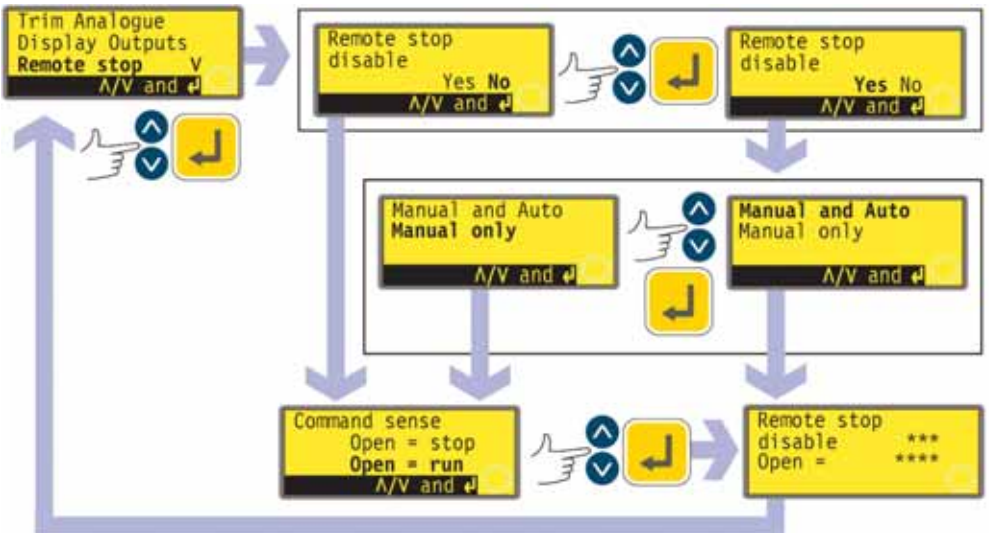 Trim Analogue
Display Outputs
Remote stop V
Λ/V and ↲
Remote stop
disable
Yes No
Λ/V and ↲
Remote stop
disable
Yes No
Λ/V and ↲
Manual and Auto
Manual only
Λ/V and ↲
Manual and Auto
Manual only
Λ/V and ↲
Command sense
Open = stop
Open = run
Λ/V and ↲
Remote stop
disable ***
Open = ****